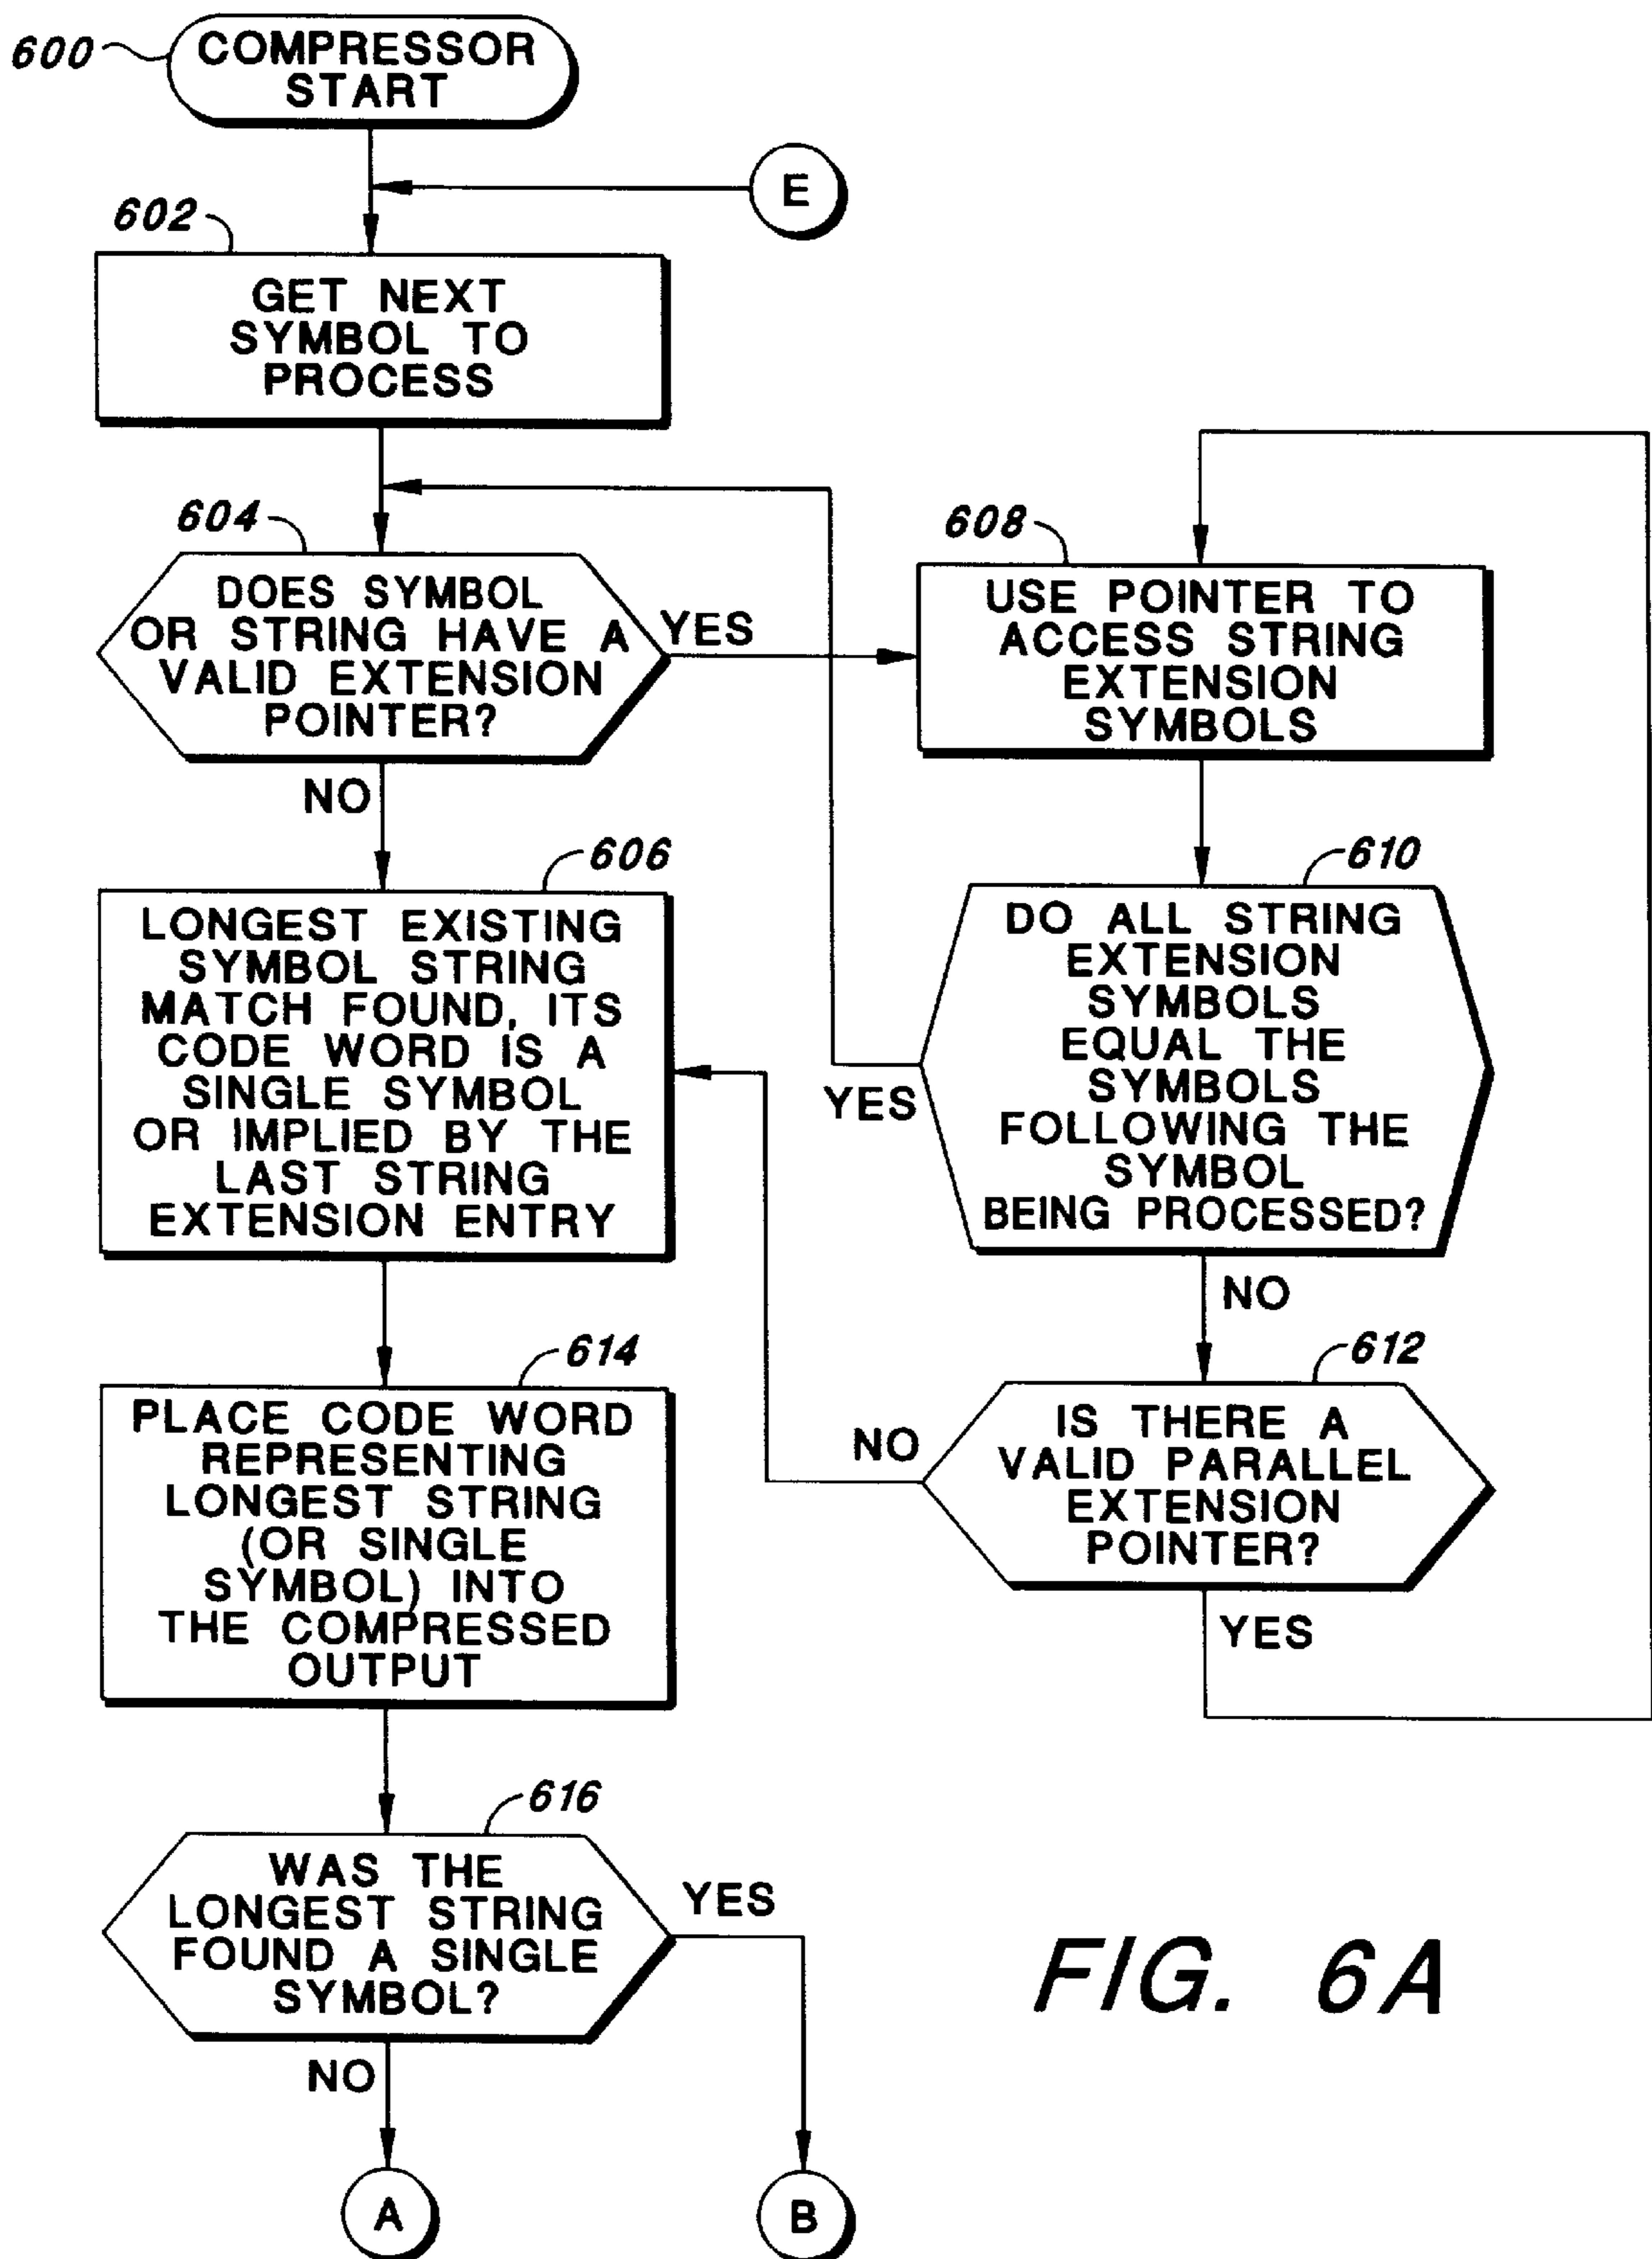 600
COMPRESSOR
START
E
602
GET NEXT
SYMBOL TO
PROCESS
604
DOES SYMBOL
OR STRING HAVE A
VALID EXTENSION
POINTER?
YES
NO
608
USE POINTER TO
ACCESS STRING
EXTENSION
SYMBOLS
606
LONGEST EXISTING
SYMBOL STRING
MATCH FOUND, ITS
CODE WORD IS A
SINGLE SYMBOL
OR IMPLIED BY THE
LAST STRING
EXTENSION ENTRY
610
DO ALL STRING
EXTENSION
SYMBOLS
EQUAL THE
SYMBOLS
FOLLOWING THE
SYMBOL
BEING PROCESSED?
YES
NO
614
PLACE CODE WORD
REPRESENTING
LONGEST STRING
(OR SINGLE
SYMBOL) INTO
THE COMPRESSED
OUTPUT
612
IS THERE A
VALID PARALLEL
EXTENSION
POINTER?
NO
YES
616
WAS THE
LONGEST STRING
FOUND A SINGLE
SYMBOL?
YES
NO
A
B
FIG. 6A